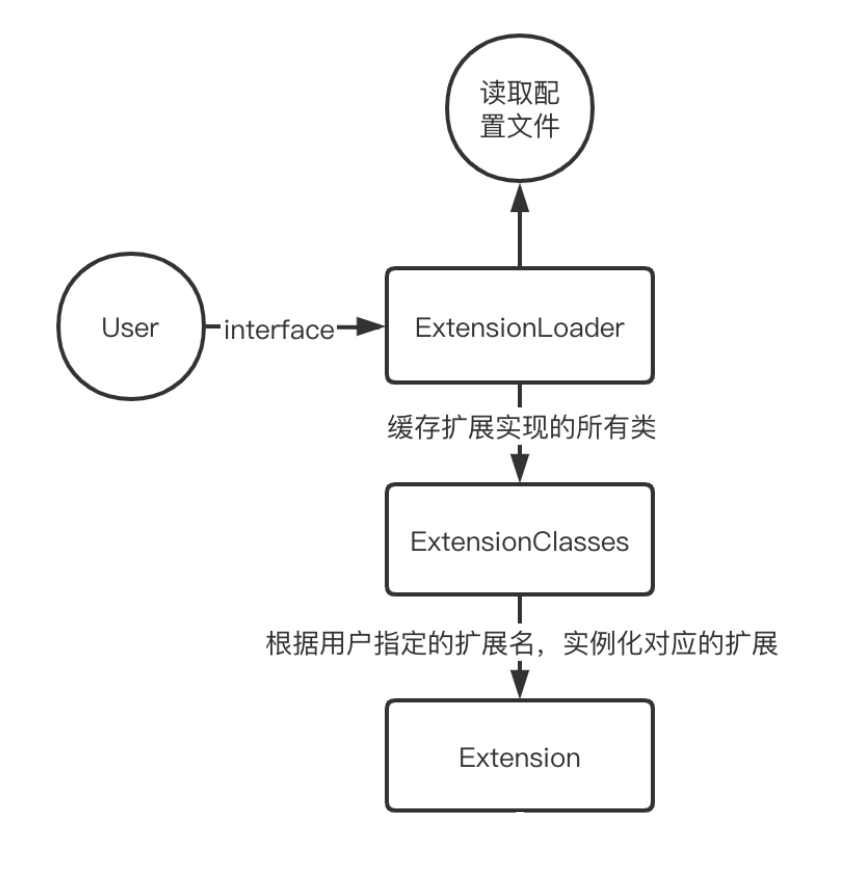 读取配
置文件
User
interface
ExtensionLoader
缓存扩展实现的所有类
ExtensionClasses
根据用户指定的扩展名，实例化对应的扩展
Extension